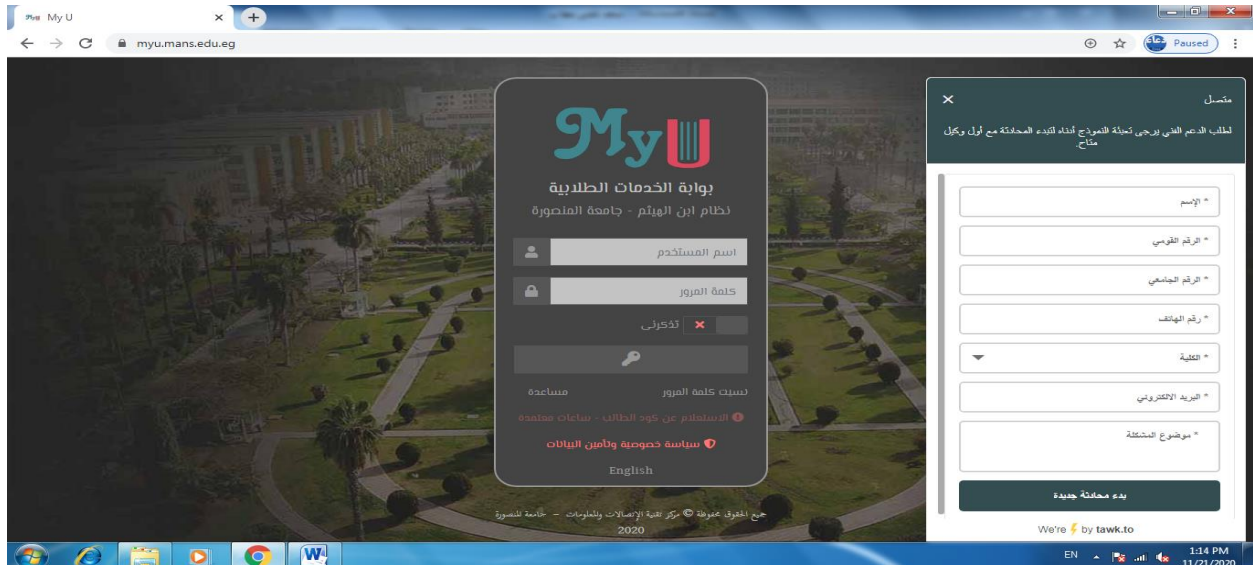 My U
myu.mans.edu.eg
Paused
MyU
بوابة الخدمات الطلابية
نظام ابن الهيثم - جامعة المنصورة
اسم المستخدم
كلمة المرور
تذكرنى
نسيت كلمة المرور
مساعدة
الاستعلام عن كود الطالب - ساعات معتمدة
سياسة خصوصية وتأمين البيانات
English
جميع الحقوق محفوظة © مركز تقنية الإتصالات والمعلومات - جامعة المنصورة
2020
متصل
لطلب الدعم الفني يرجى تعبئة النموذج أدناه لتبدء المحادثة مع أول وكيل
متاح.
* الإسم
* الرقم القومي
* الرقم الجامعي
* رقم الهاتف
* الكلية
* البريد الالكتروني
* موضوع المشكلة
بدء محادثة جديدة
We're ⚡ by tawk.to
EN
1:14 PM
11/21/2020